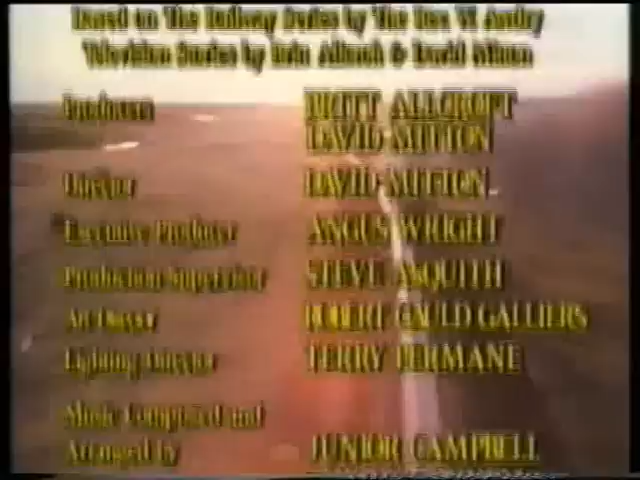 Based on The Railway Series by The Rev W Awdry
Television Stories by Britt Allcroft & David Mitton
Producers BRITT ALLCROFT
DAVID MITTON
Director DAVID MITTON
Executive Producer ANGUS WRIGHT
Production Supervisor STEVE ASQUITH
Art Director ROBERT GAULD GALLIERS
Lighting Director TERRY PERMANE
Music Composed and
Arranged by JUNIOR CAMPBELL